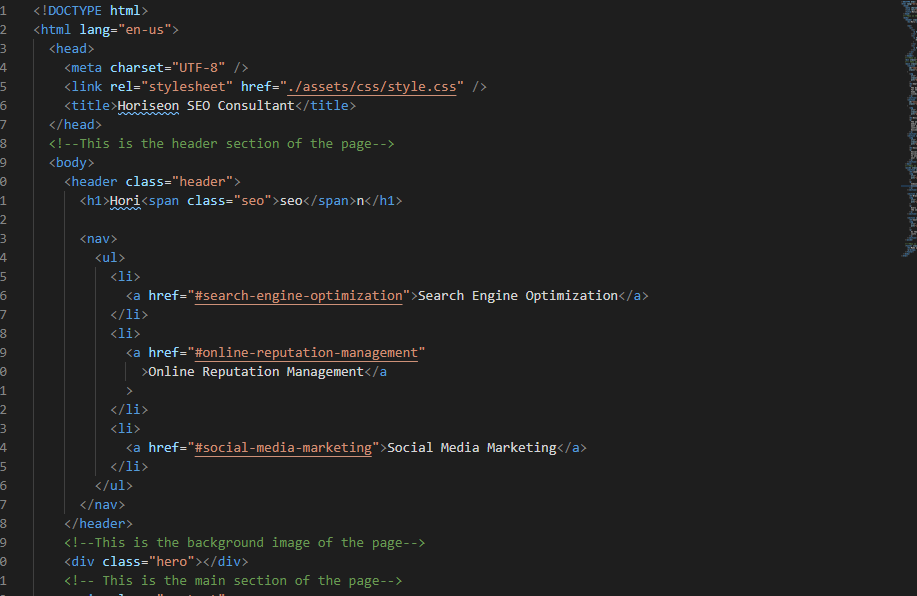 1 <!DOCTYPE html>
2 <html lang="en-us">
3 <head>
4 <meta charset="UTF-8" />
5 <link rel="stylesheet" href="./assets/css/style.css" />
6 <title>Horiseon SEO Consultant</title>
7 </head>
8 <!--This is the header section of the page-->
9 <body>
0 <header class="header">
1 <h1>Hori<span class="seo">seo</span>n</h1>
2
3 <nav>
4 <ul>
5 <li>
6 <a href="#search-engine-optimization">Search Engine Optimization</a>
7 </li>
8 <li>
9 <a href="#online-reputation-management"
0 >Online Reputation Management</a
1 >
2 </li>
3 <li>
4 <a href="#social-media-marketing">Social Media Marketing</a>
5 </li>
6 </ul>
7 </nav>
8 </header>
9 <!--This is the background image of the page-->
0 <div class="hero"></div>
1 <!-- This is the main section of the page-->